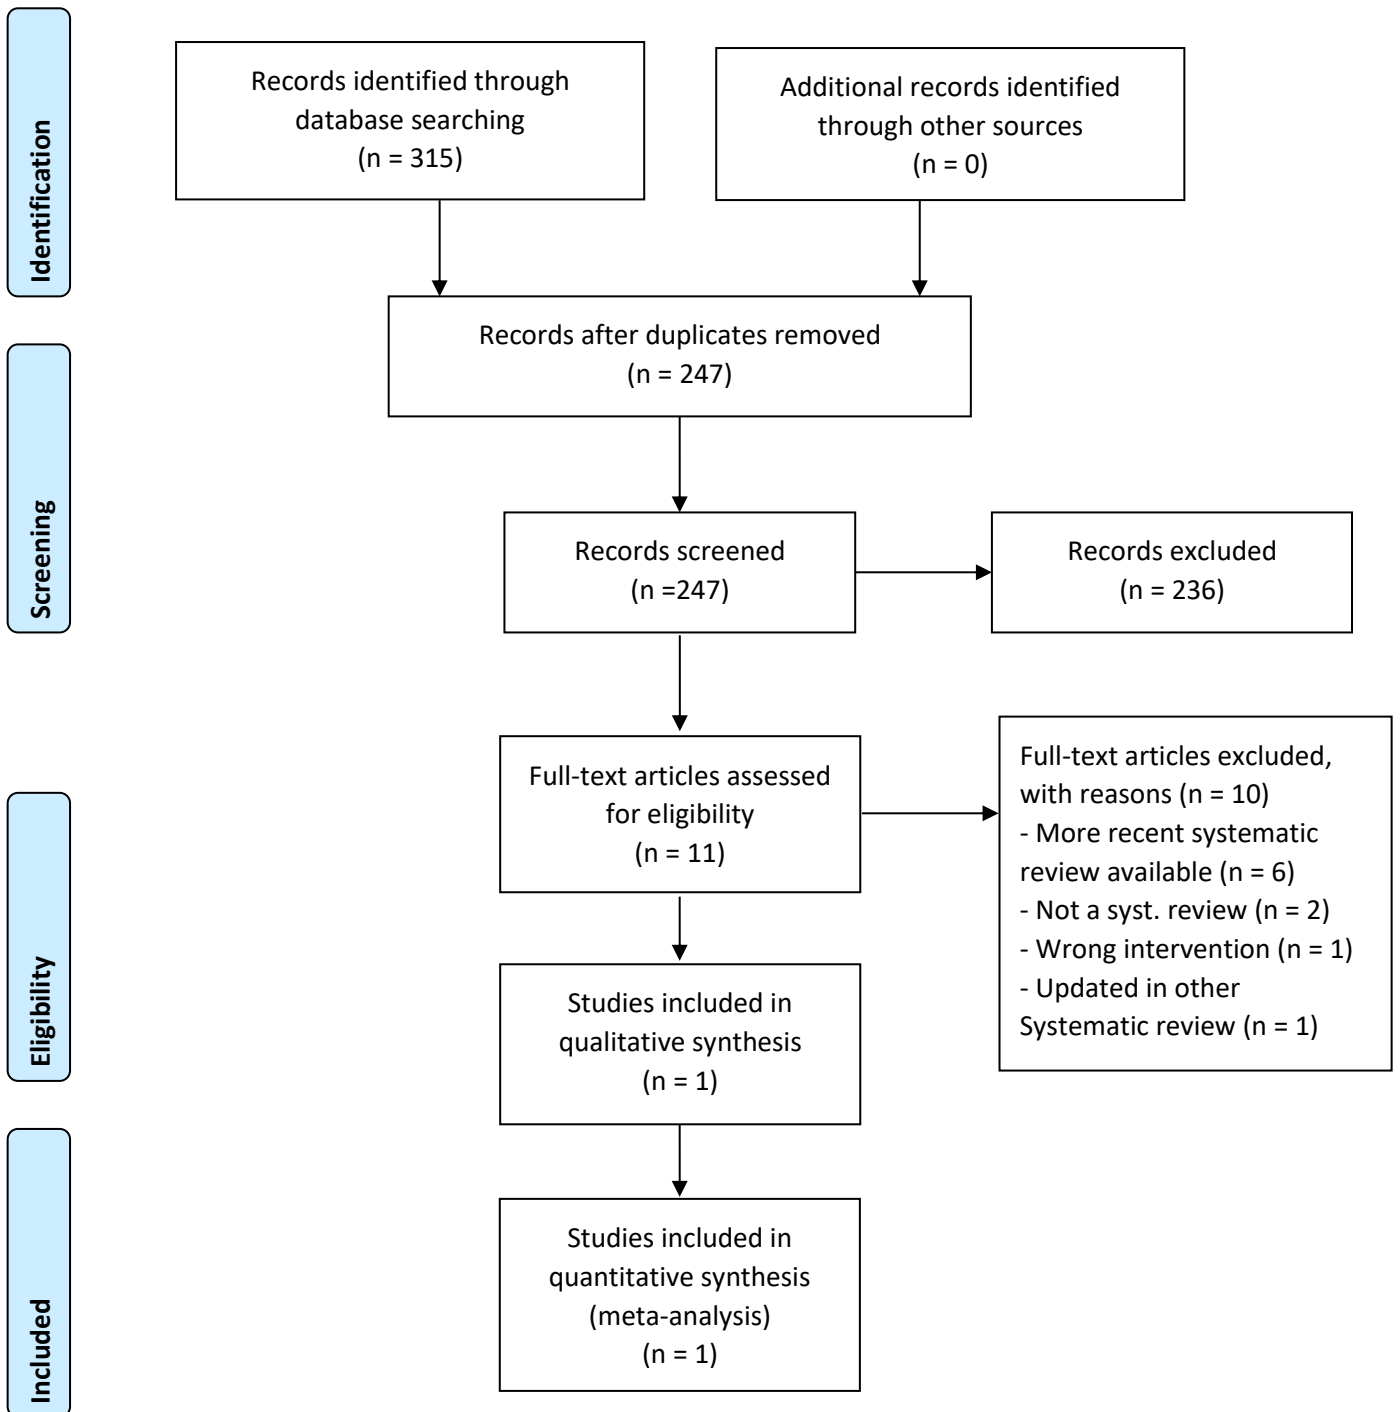 Identification
Records identified through
database searching
(n = 315)
Additional records identified
through other sources
(n = 0)
Records after duplicates removed
(n = 247)
Screening
Records screened
(n =247)
Records excluded
(n = 236)
Eligibility
Full-text articles assessed
for eligibility
(n = 11)
Full-text articles excluded,
with reasons (n = 10)
- More recent systematic
review available (n = 6)
- Not a syst. review (n = 2)
- Wrong intervention (n = 1)
- Updated in other
Systematic review (n = 1)
Studies included in
qualitative synthesis
(n = 1)
Included
Studies included in
quantitative synthesis
(meta-analysis)
(n = 1)